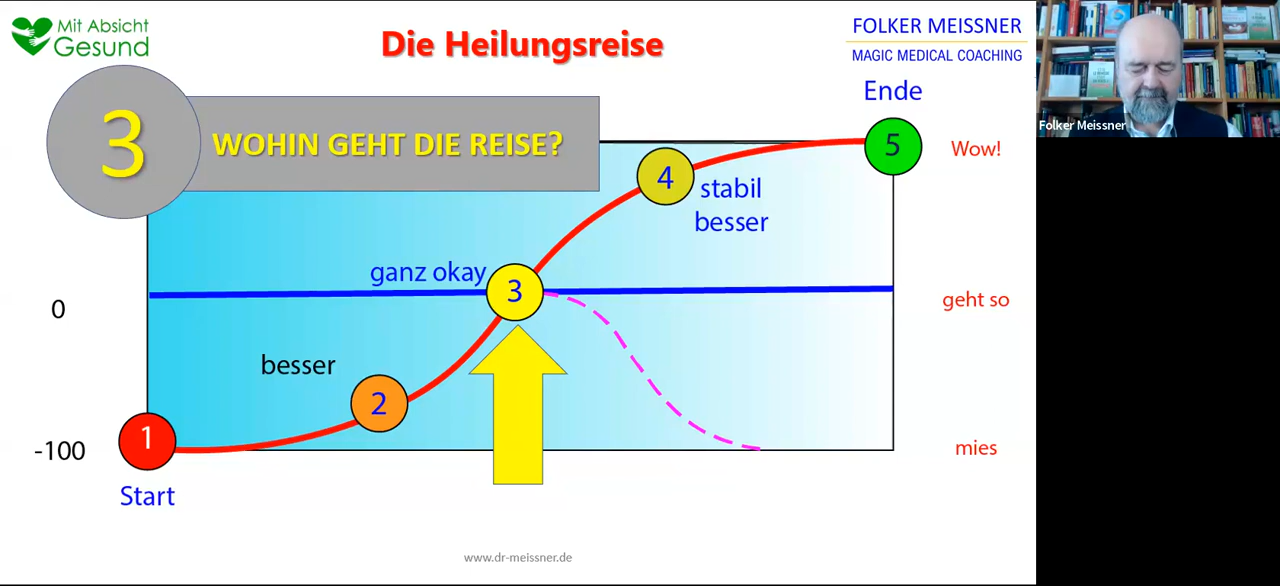 Mit Absicht
Gesund
Die Heilungsreise
FOLKER MEISSNER
MAGIC MEDICAL COACHING
Folker Meissner
3
WOHIN GEHT DIE REISE?
Ende
5
Wow!
4
stabil
besser
ganz okay
3
0
geht so
besser
2
1
-100
mies
Start
www.dr-meissner.de